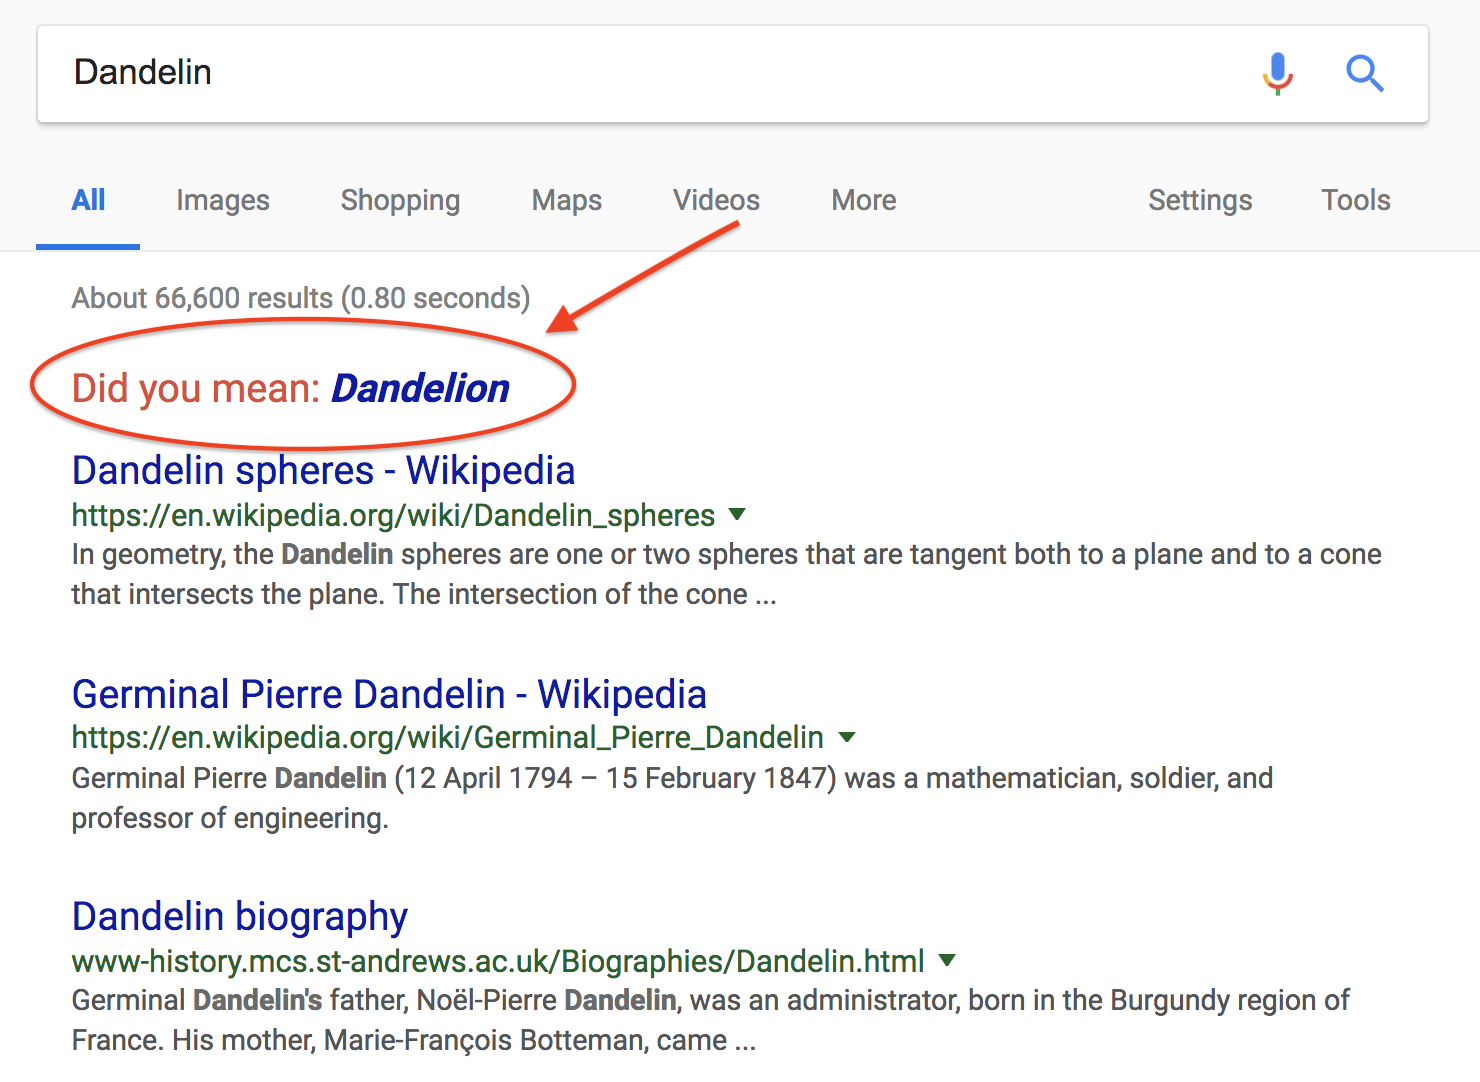 Dandelin
All Images Shopping Maps Videos More Settings Tools
About 66,600 results (0.80 seconds)
Did you mean: Dandelion
Dandelin spheres - Wikipedia
https://en.wikipedia.org/wiki/Dandelin_spheres
In geometry, the Dandelin spheres are one or two spheres that are tangent both to a plane and to a cone
that intersects the plane. The intersection of the cone ...
Germinal Pierre Dandelin - Wikipedia
https://en.wikipedia.org/wiki/Germinal_Pierre_Dandelin
Germinal Pierre Dandelin (12 April 1794 – 15 February 1847) was a mathematician, soldier, and
professor of engineering.
Dandelin biography
www-history.mcs.st-andrews.ac.uk/Biographies/Dandelin.html
Germinal Dandelin's father, Noël-Pierre Dandelin, was an administrator, born in the Burgundy region of
France. His mother, Marie-François Botteman, came ...